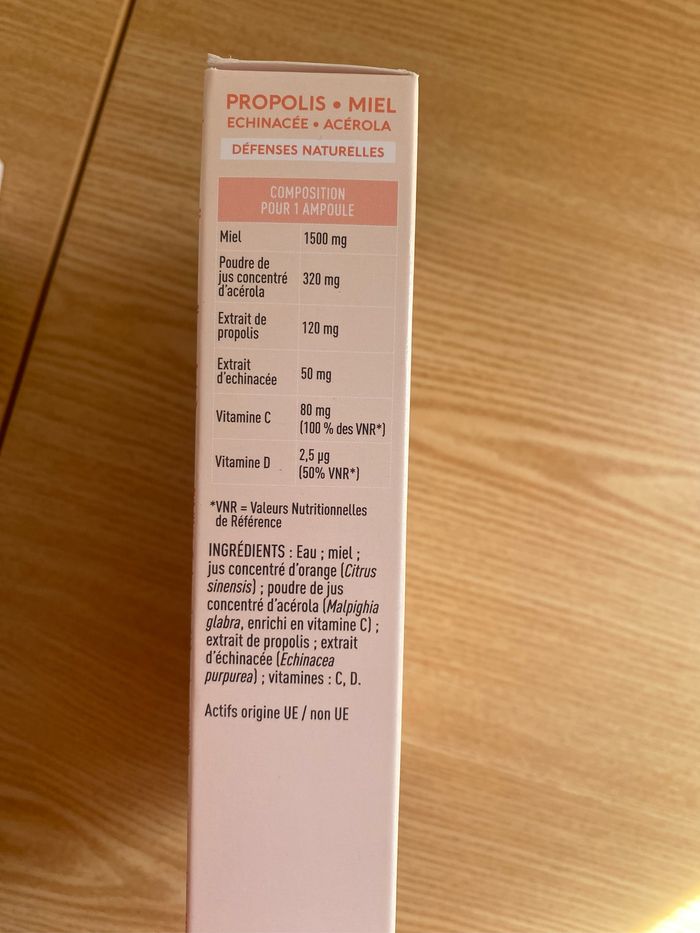 PROPOLIS • MIEL
ECHINACÉE • ACÉROLA
DÉFENSES NATURELLES
COMPOSITION
POUR 1 AMPOULE
Miel 1500 mg
Poudre de
jus concentré 320 mg
d'acérola
Extrait de
propolis 120 mg
Extrait
d'echinacée 50 mg
Vitamine C 80 mg
(100 % des VNR*)
Vitamine D 2,5 µg
(50% VNR*)
*VNR = Valeurs Nutritionnelles
de Référence
INGRÉDIENTS : Eau ; miel ;
jus concentré d'orange (Citrus
sinensis) ; poudre de jus
concentré d'acérola (Malpighia
glabra, enrichi en vitamine C) ;
extrait de propolis ; extrait
d'échinacée (Echinacea
purpurea) ; vitamines : C, D.
Actifs origine UE / non UE